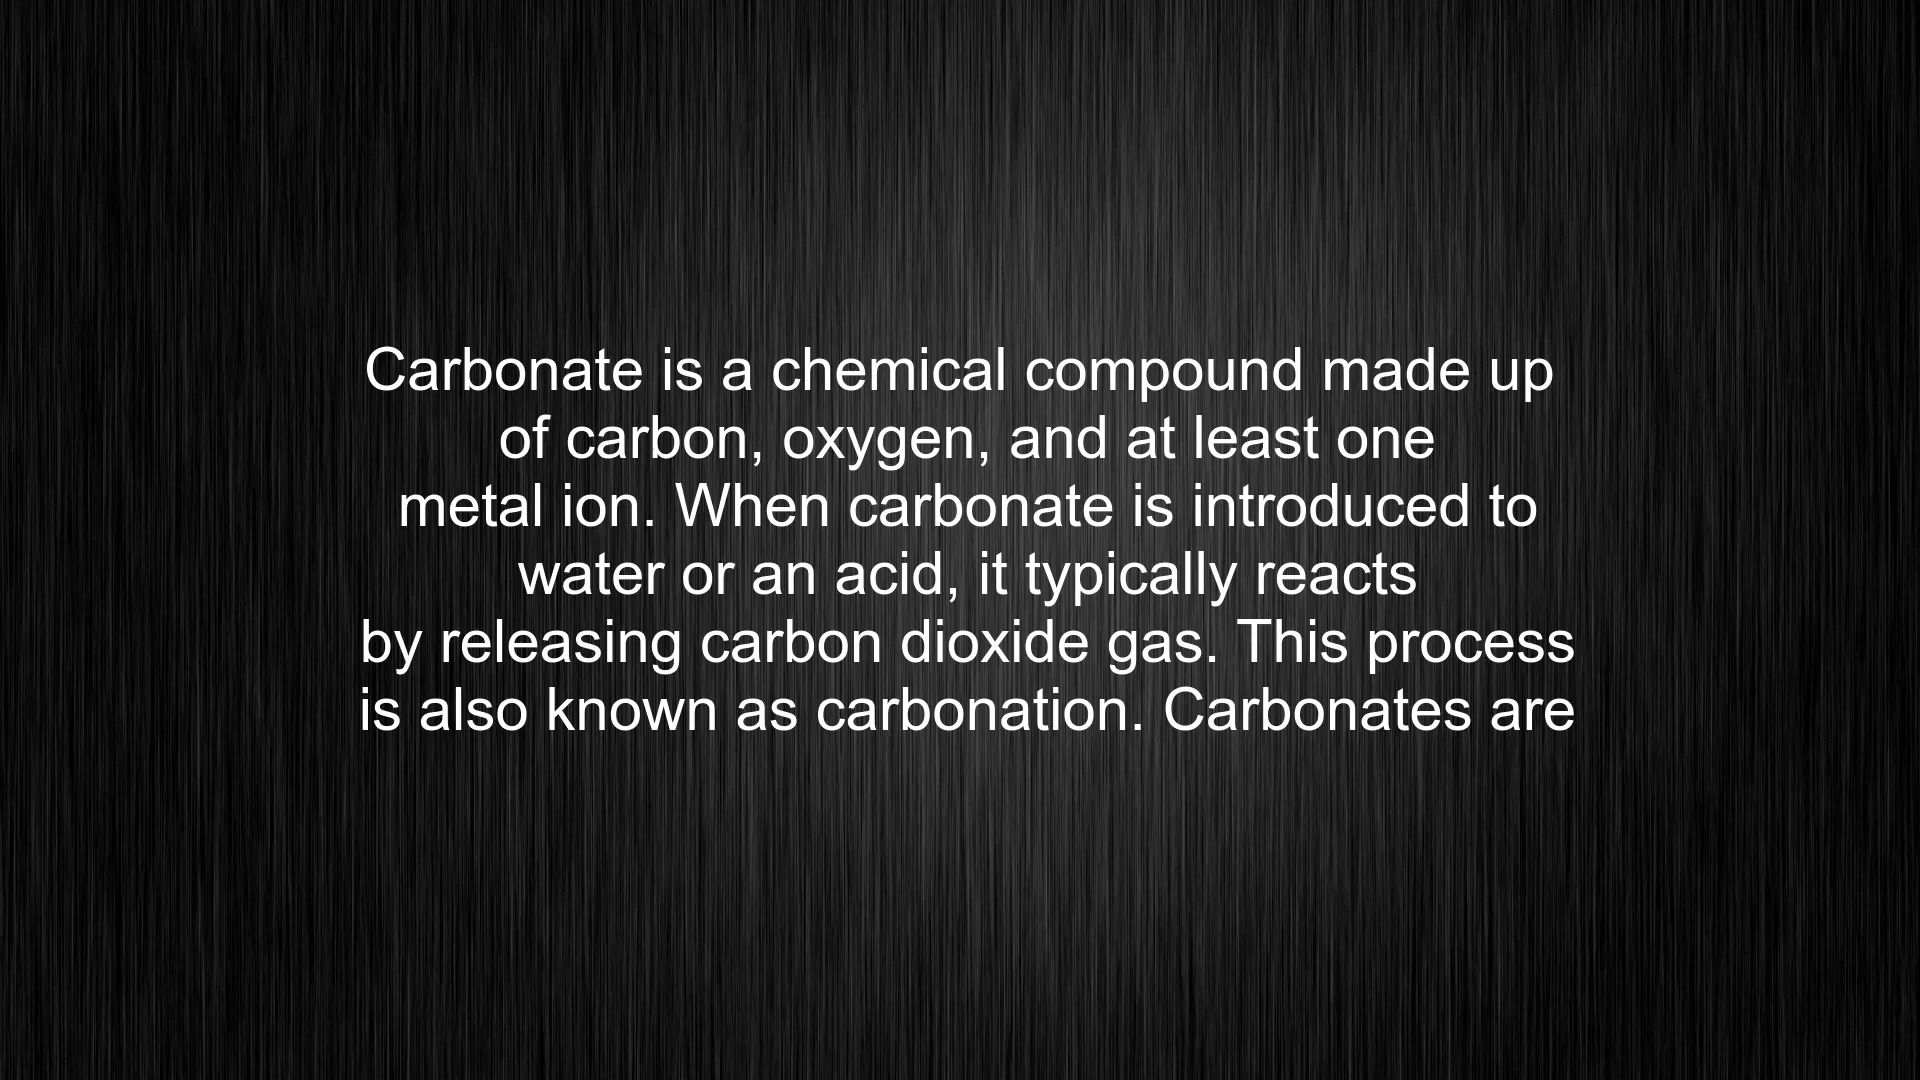 Carbonate is a chemical compound made up
of carbon, oxygen, and at least one
metal ion. When carbonate is introduced to
water or an acid, it typically reacts
by releasing carbon dioxide gas. This process
is also known as carbonation. Carbonates are